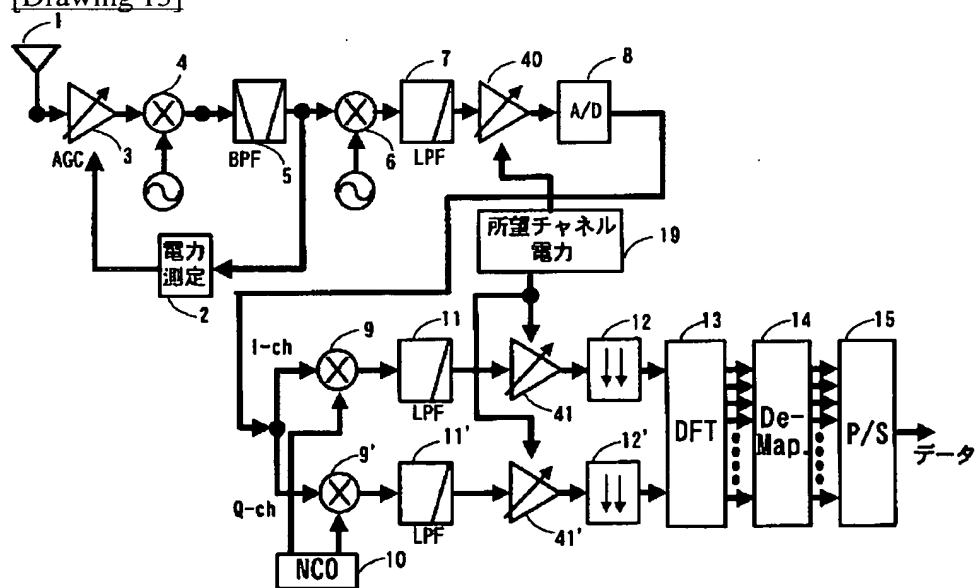 [Drawing 15]
1
4
7
40
8
A/D
AGC
3
BPF
5
6
LPF
電力
測定
2
所望チャネル
電力
19
I-ch
9
11
LPF
41
12
13
14
15
DFT
De-
Map.
P/S
データ
Q-ch
9'
11'
LPF
41'
12'
NCO
10